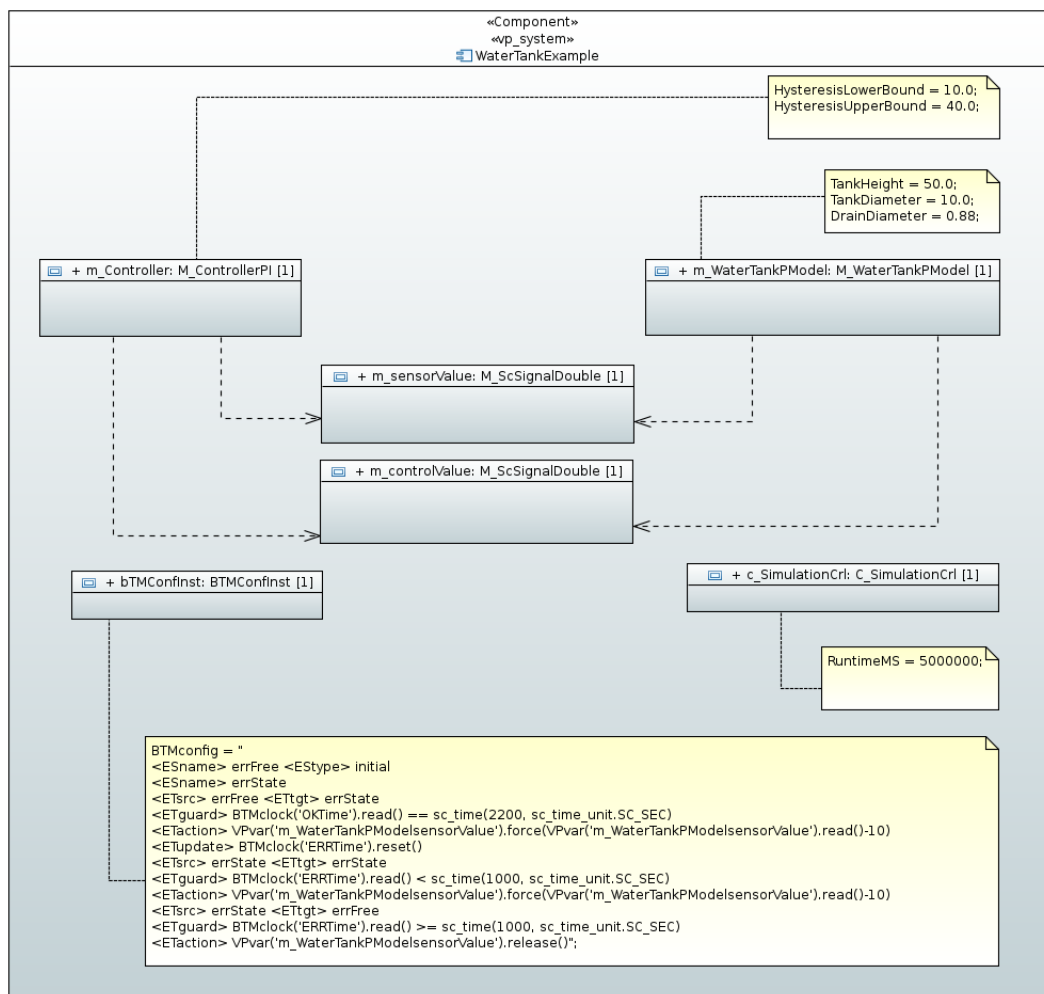 «Component»
«vp_system»
WaterTankExample
HysteresisLowerBound = 10.0;
HysteresisUpperBound = 40.0;
TankHeight = 50.0;
TankDiameter = 10.0;
DrainDiameter = 0.88;
+ m_Controller: M_ControllerPI [1]
+ m_WaterTankPModel: M_WaterTankPModel [1]
+ m_sensorValue: M_ScSignalDouble [1]
+ m_controlValue: M_ScSignalDouble [1]
+ bTMConfInst: BTMConfInst [1]
+ c_SimulationCrl: C_SimulationCrl [1]
RuntimeMS = 5000000;
BTMconfig = "
<ESname> errFree <EStype> initial
<ESname> errState
<ETsrc> errFree <ETtgt> errState
<ETguard> BTMclock('OKTime').read() == sc_time(2200, sc_time_unit.SC_SEC)
<ETaction> VPvar('m_WaterTankPModelsensorValue').force(VPvar('m_WaterTankPModelsensorValue').read()-10)
<ETupdate> BTMclock('ERRTime').reset()
<ETsrc> errState <ETtgt> errState
<ETguard> BTMclock('ERRTime').read() < sc_time(1000, sc_time_unit.SC_SEC)
<ETaction> VPvar('m_WaterTankPModelsensorValue').force(VPvar('m_WaterTankPModelsensorValue').read()-10)
<ETsrc> errState <ETtgt> errFree
<ETguard> BTMclock('ERRTime').read() >= sc_time(1000, sc_time_unit.SC_SEC)
<ETaction> VPvar('m_WaterTankPModelsensorValue').release()";